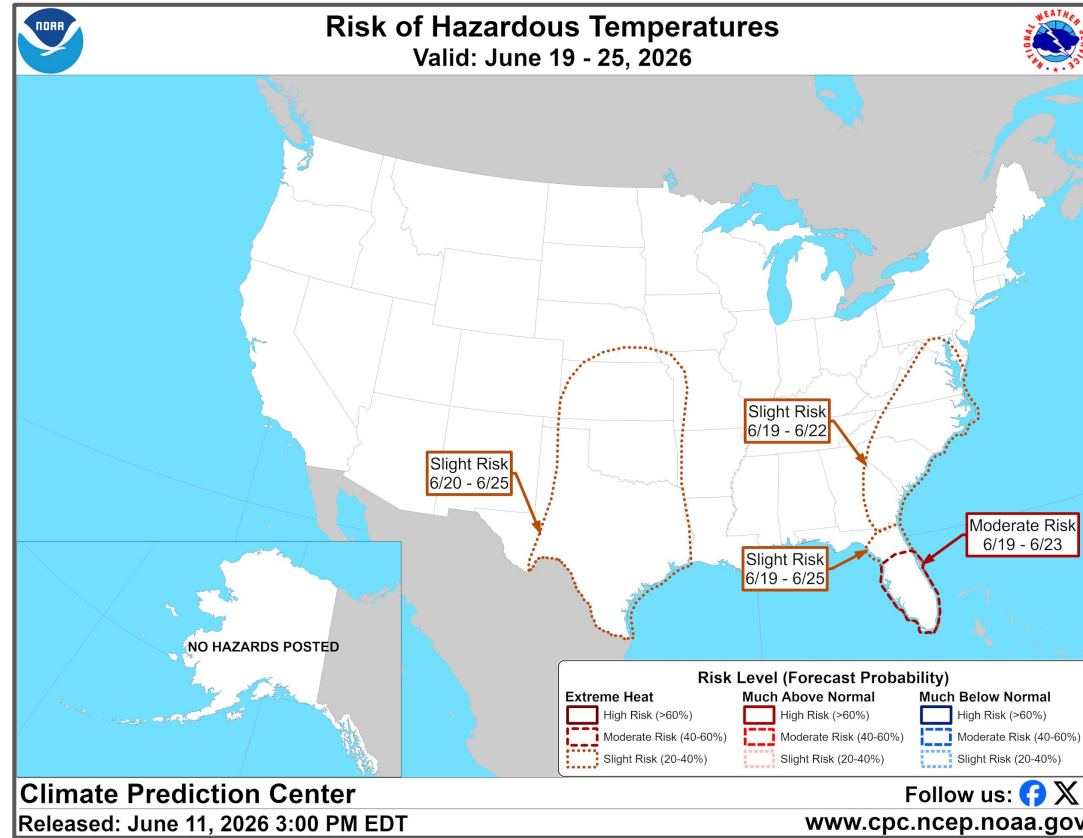 NOAA
Risk of Hazardous Temperatures
Valid: June 19 - 25, 2026
NATIONAL WEATHER SERVICE
Slight Risk
6/19 - 6/22
Slight Risk
6/20 - 6/25
Moderate Risk
6/19 - 6/23
Slight Risk
6/19 - 6/25
NO HAZARDS POSTED
Risk Level (Forecast Probability)
Extreme Heat
High Risk (>60%)
Moderate Risk (40-60%)
Slight Risk (20-40%)
Much Above Normal
High Risk (>60%)
Moderate Risk (40-60%)
Slight Risk (20-40%)
Much Below Normal
High Risk (>60%)
Moderate Risk (40-60%)
Slight Risk (20-40%)
Climate Prediction Center
Follow us:
Released: June 11, 2026 3:00 PM EDT
www.cpc.ncep.noaa.gov